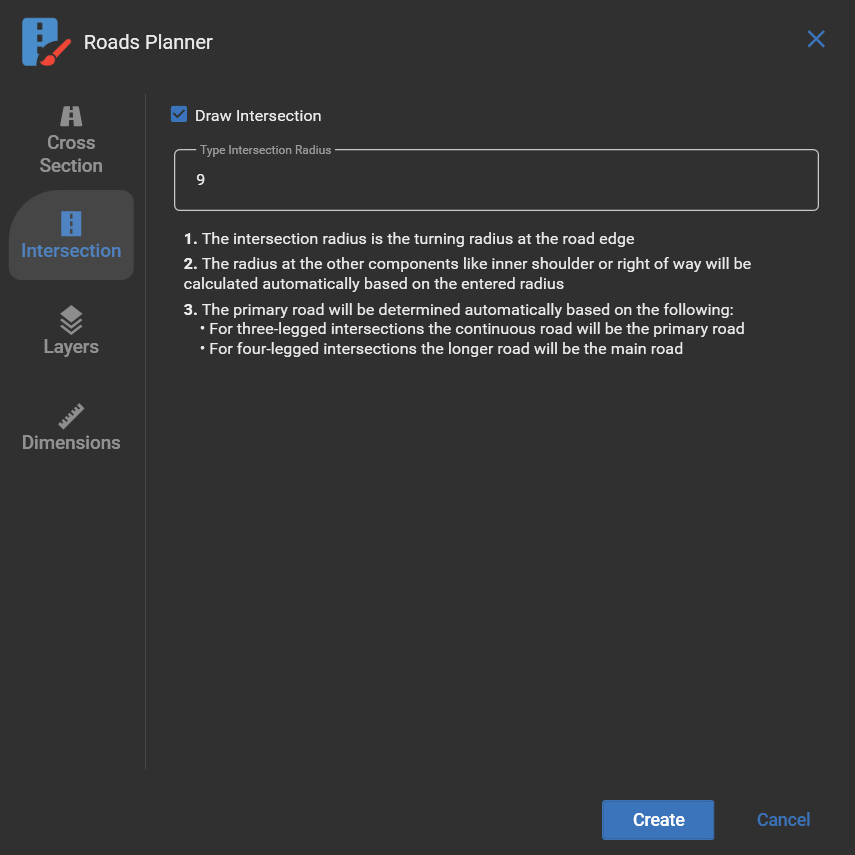 Roads Planner
Cross
Section
Intersection
Layers
Dimensions
Draw Intersection
Type Intersection Radius
9
1. The intersection radius is the turning radius at the road edge
2. The radius at the other components like inner shoulder or right of way will be
calculated automatically based on the entered radius
3. The primary road will be determined automatically based on the following:
• For three-legged intersections the continuous road will be the primary road
• For four-legged intersections the longer road will be the main road
Create
Cancel